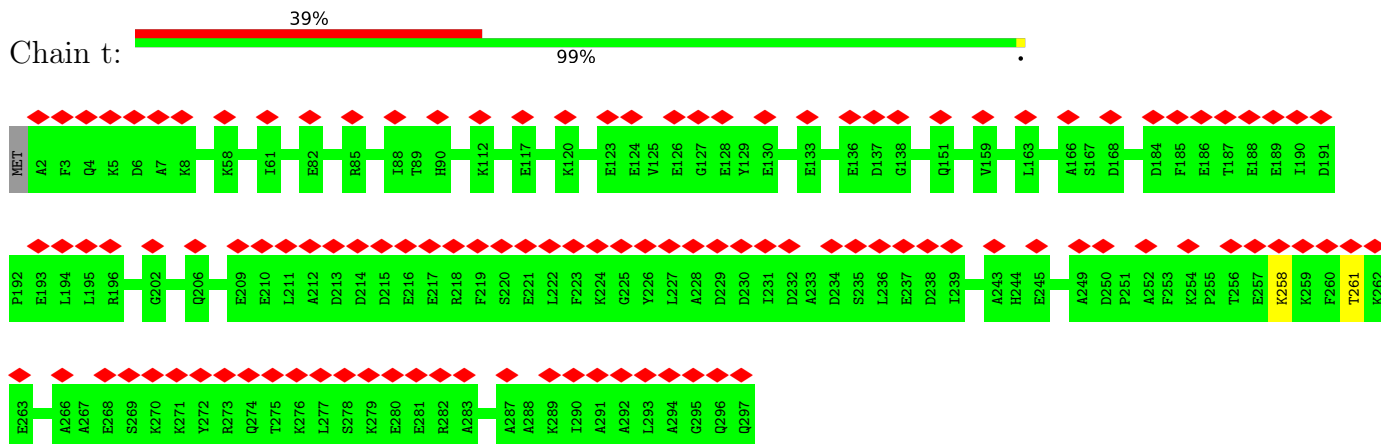 39%
Chain t:
99%
.
MET A2 F3 Q4 K5 D6 A7 K8 K58 I61 E82 R85 I88 T89 H90 K112 E117 K120 E123 E124 V125 E126 G127 E128 Y129 E130 E133 E136 D137 G138 Q151 V159 L163 A166 S167 D168 D184 F185 E186 T187 E188 E189 I190 D191
P192 E193 L194 L195 R196 G202 Q206 E209 E210 L211 A212 D213 D214 D215 E216 E217 R218 F219 S220 E221 L222 F223 K224 G225 Y226 L227 A228 D229 D230 I231 D232 A233 D234 S235 L236 E237 D238 I239 A243 H244 E245 A249 D250 P251 A252 F253 K254 P255 T256 E257 K258 K259 F260 T261 K262
E263 A266 A267 E268 S269 K270 K271 Y272 R273 Q274 T275 K276 L277 S278 K279 E280 E281 R282 A283 A287 A288 K289 I290 A291 A292 L293 A294 G295 Q296 Q297